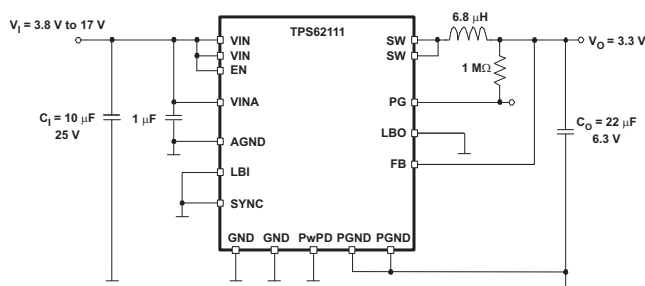 TPS62111
6.8 µH
V_I = 3.8 V to 17 V
VIN
VIN
EN
VINA
AGND
LBI
SYNC
C_I = 10 µF
25 V
1 µF
SW
SW
PG
LBO
FB
1 MΩ
V_O = 3.3 V
C_O = 22 µF
6.3 V
GND
GND
PwPD
PGND
PGND